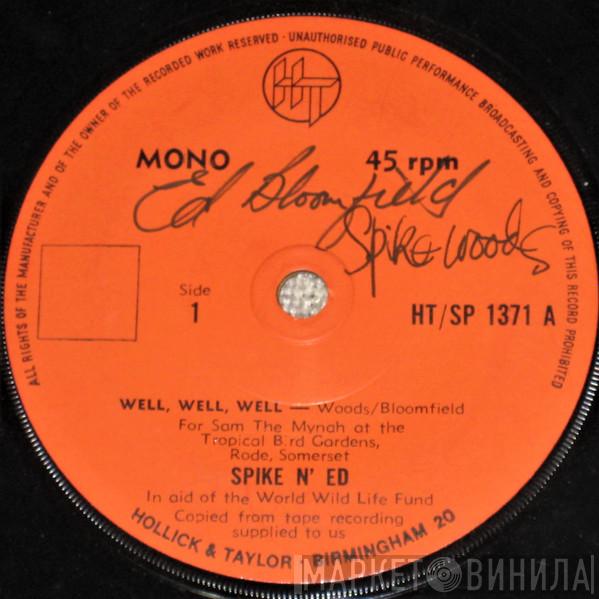 ALL RIGHTS OF THE MANUFACTURER AND OF THE OWNER OF THE RECORDED WORK RESERVED - UNAUTHORISED PUBLIC PERFORMANCE BROADCASTING AND COPYING OF THIS RECORD PROHIBITED
HT
MONO 45 rpm
Ed Bloomfield
Spike Woods
Side
1
HT/SP 1371 A
WELL, WELL, WELL — Woods/Bloomfield
For Sam The Mynah at the
Tropical Bird Gardens,
Rode, Somerset
SPIKE N' ED
In aid of the World Wild Life Fund
Copied from tape recording
supplied to us
HOLLICK & TAYLOR - BIRMINGHAM 20
МАРКЕТ ВИНИЛА